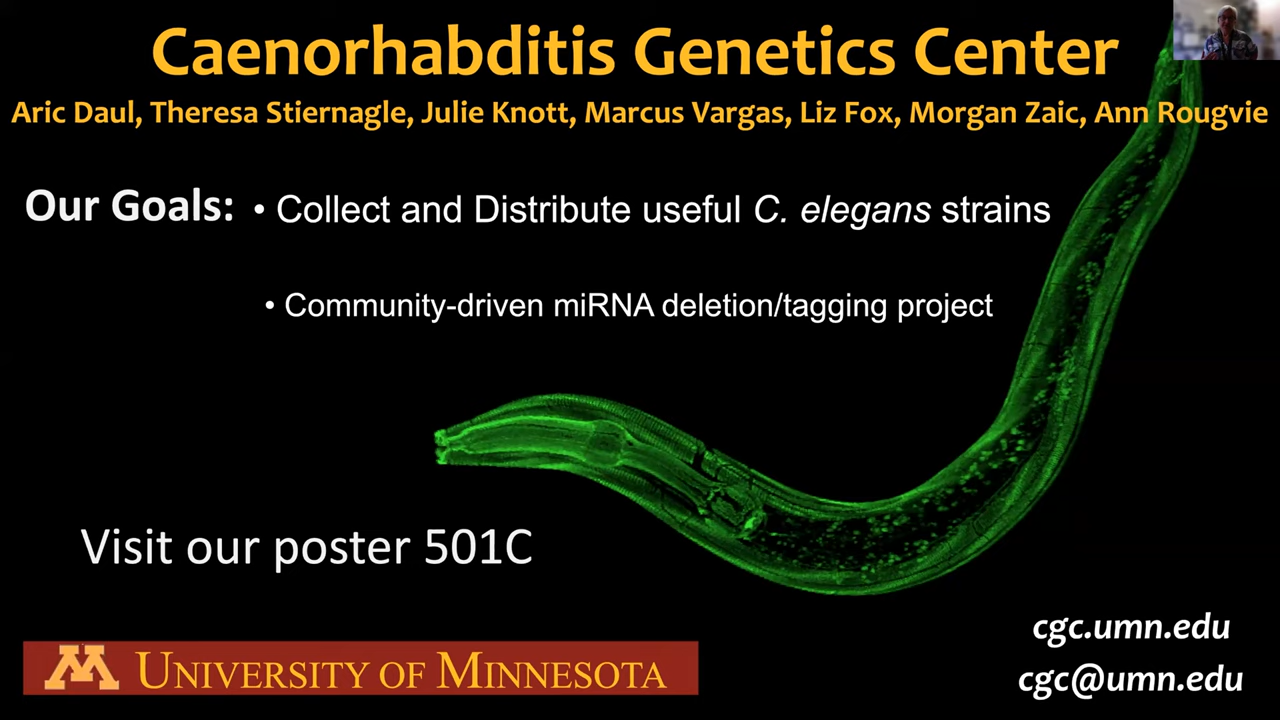 Caenorhabditis Genetics Center
Aric Daul, Theresa Stiernagle, Julie Knott, Marcus Vargas, Liz Fox, Morgan Zaic, Ann Rougvie
Our Goals: • Collect and Distribute useful C. elegans strains
• Community-driven miRNA deletion/tagging project
Visit our poster 501C
M UNIVERSITY OF MINNESOTA
cgc.umn.edu
cgc@umn.edu